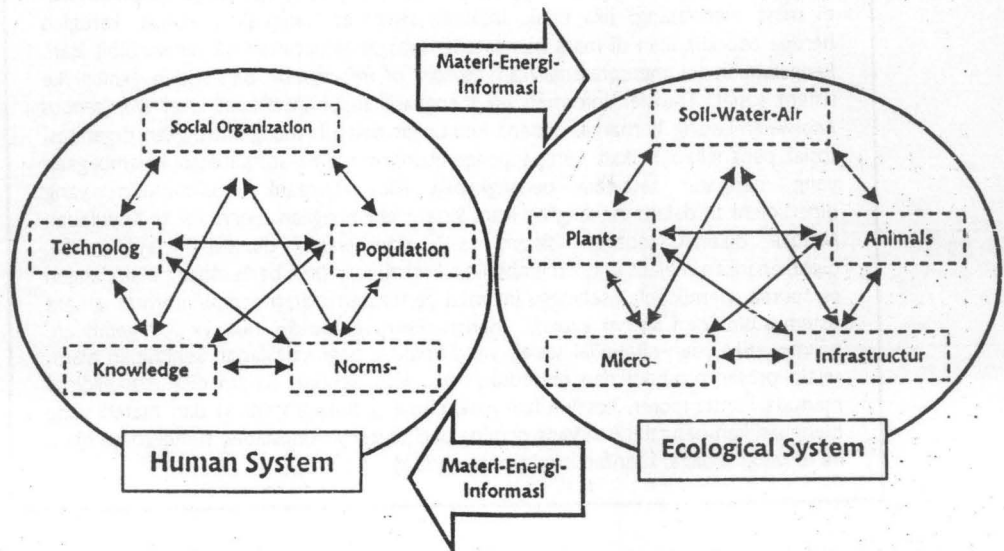 Materi-Energi-
Informasi
Social Organization
Technolog
Population
Knowledge
Norms-
Human System
Soil-Water-Air
Plants
Animals
Micro-
Infrastructur
Ecological System
Materi-Energi-
Informasi